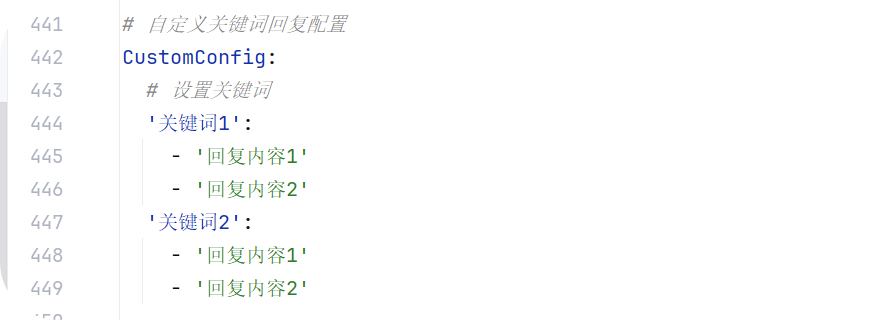 441 # 自定义关键词回复配置
442 CustomConfig:
443 # 设置关键词
444 '关键词1':
445 - '回复内容1'
446 - '回复内容2'
447 '关键词2':
448 - '回复内容1'
449 - '回复内容2'